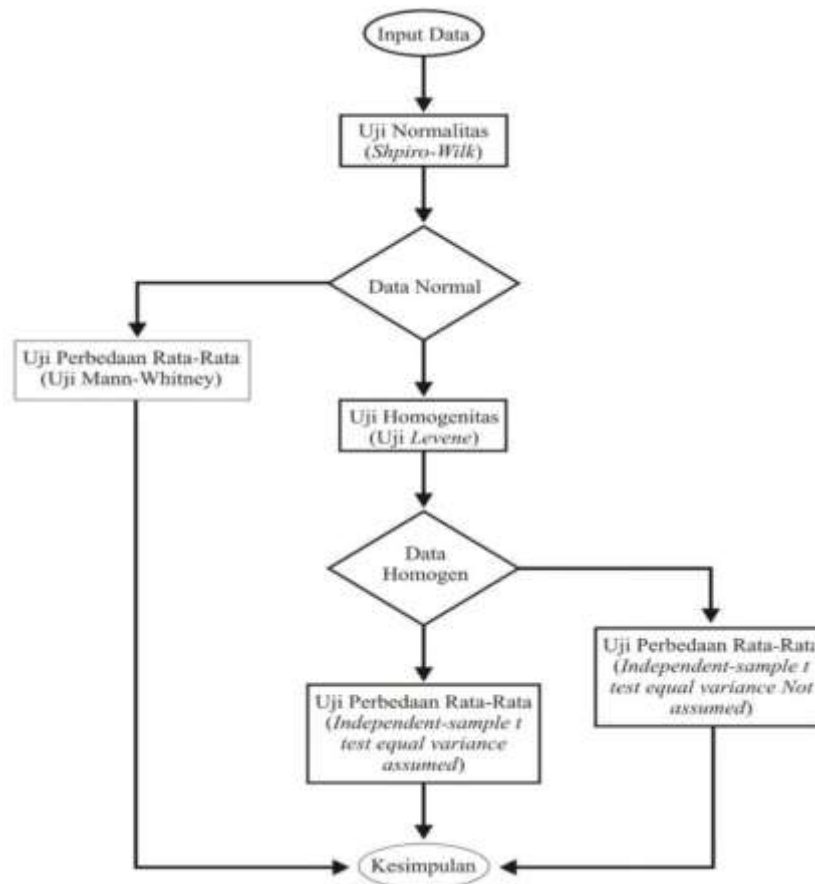 Input Data
Uji Normalitas
(Shpiro-Wilk)
Data Normal
Uji Perbedaan Rata-Rata
(Uji Mann-Whitney)
Uji Homogenitas
(Uji Levene)
Data
Homogen
Uji Perbedaan Rata-Rata
(Independent-sample t
test equal variance Not
assumed)
Uji Perbedaan Rata-Rata
(Independent-sample t
test equal variance
assumed)
Kesimpulan